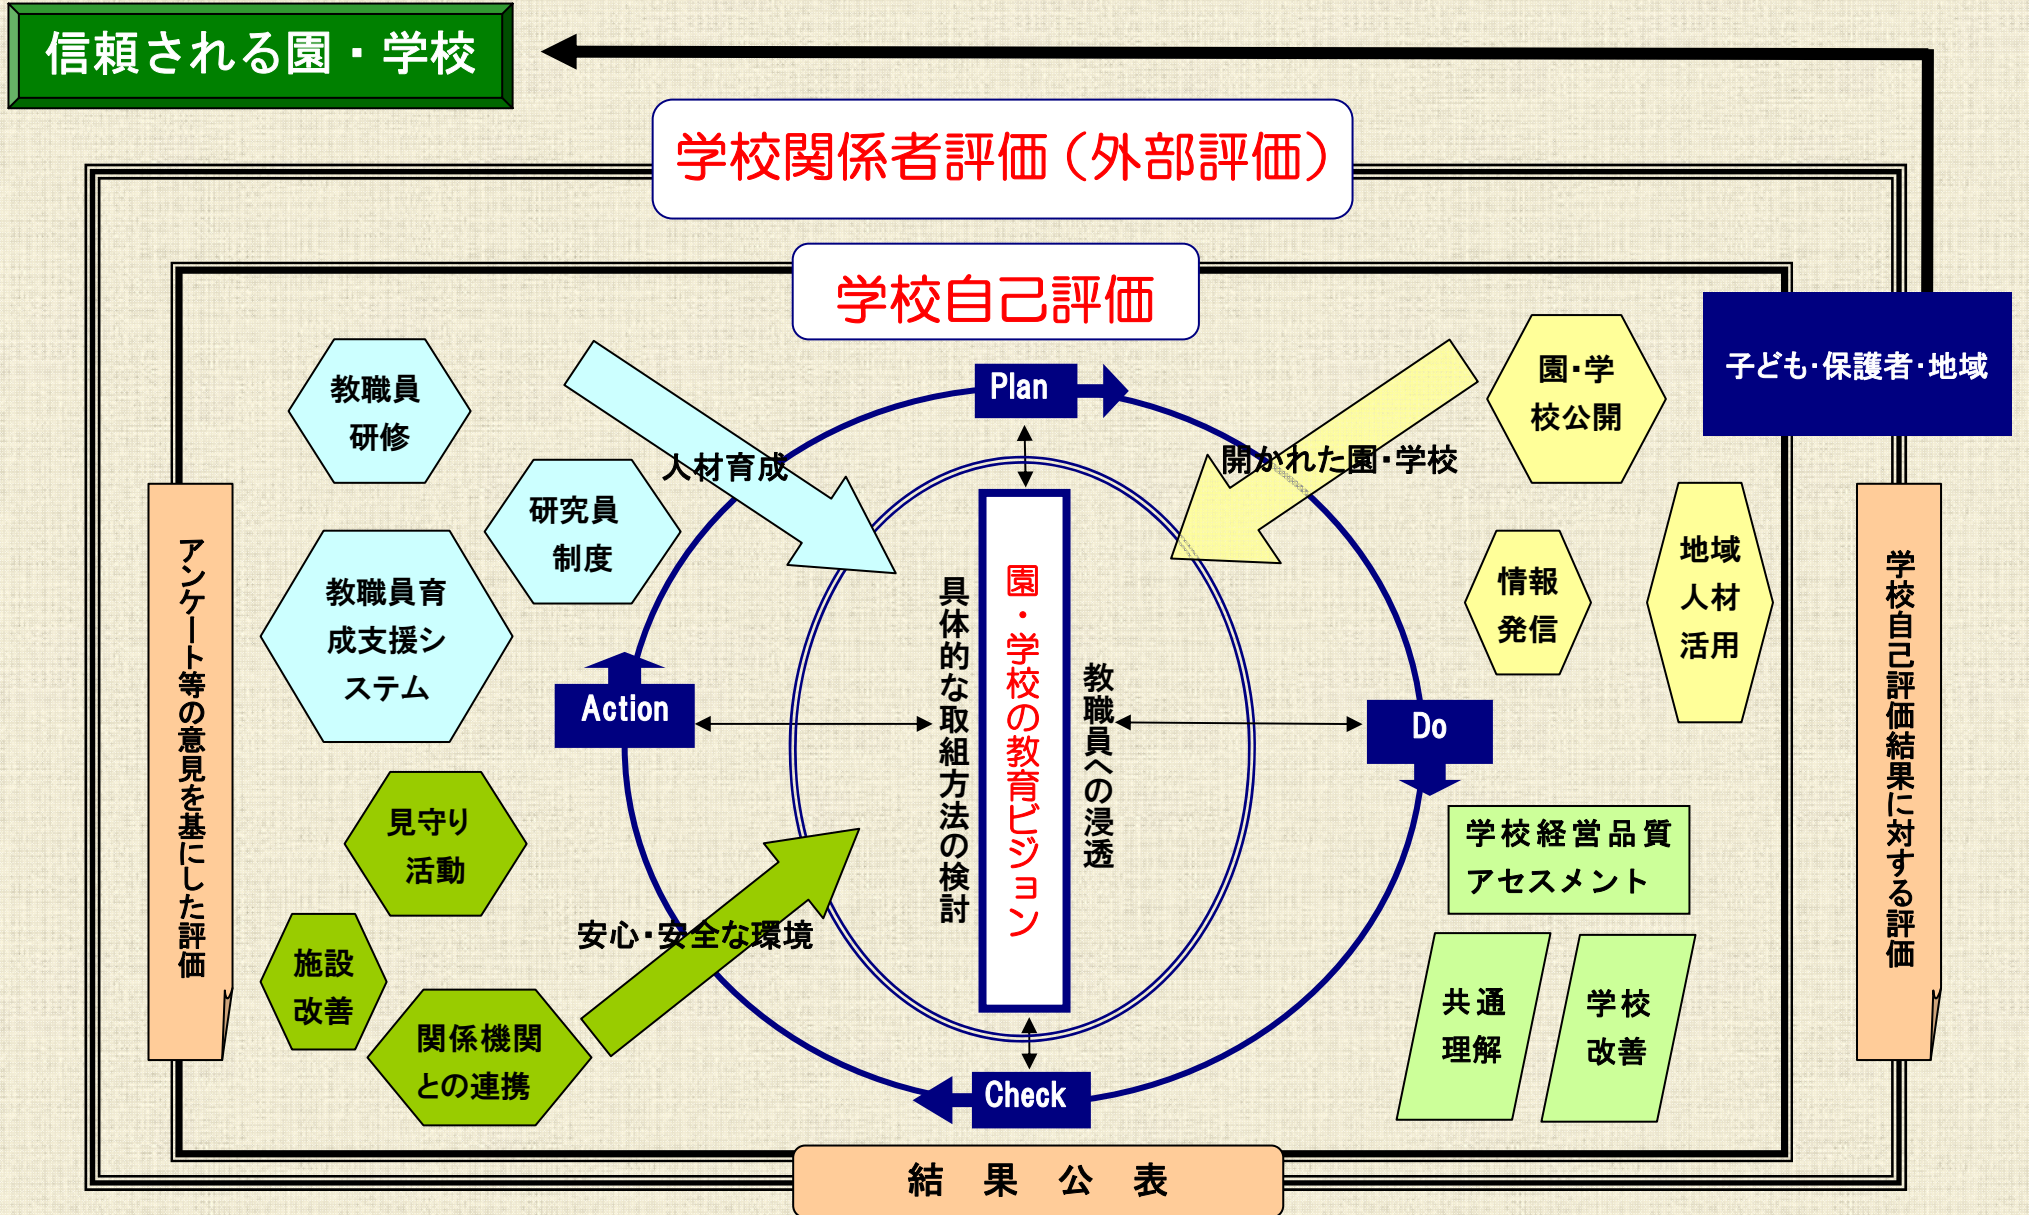 信頼される園・学校
学校関係者評価（外部評価）
学校自己評価
子ども・保護者・地域
Plan
園・学
校公開
教職員
研修
人材育成
開かれた園・学校
研究員
制度
地域
人材
活用
情報
発信
教職員育
成支援シ
ステム
アンケート等の意見を基にした評価
具体的な取組方法の検討
園・学校の教育ビジョン
教職員への浸透
学校自己評価結果に対する評価
Action
Do
見守り
活動
学校経営品質
アセスメント
安心・安全な環境
施設
改善
共通
理解
学校
改善
関係機関
との連携
Check
結果公表